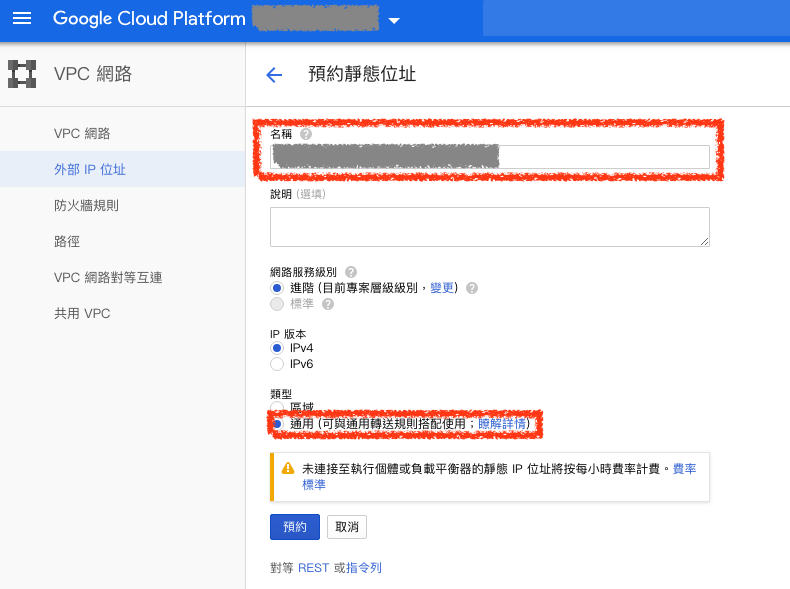 Google Cloud Platform
VPC 網路
預約靜態位址
VPC 網路
外部 IP 位址
防火牆規則
路徑
VPC 網路對等互連
共用 VPC
名稱
說明 (選填)
網路服務級別
進階 (目前專案層級級別，變更)
標準
IP 版本
IPv4
IPv6
類型
區域
通用 (可與通用轉送規則搭配使用；瞭解詳情)
未連接至執行個體或負載平衡器的靜態 IP 位址將按每小時費率計費。費率
標準
預約 取消
對等 REST 或指令列